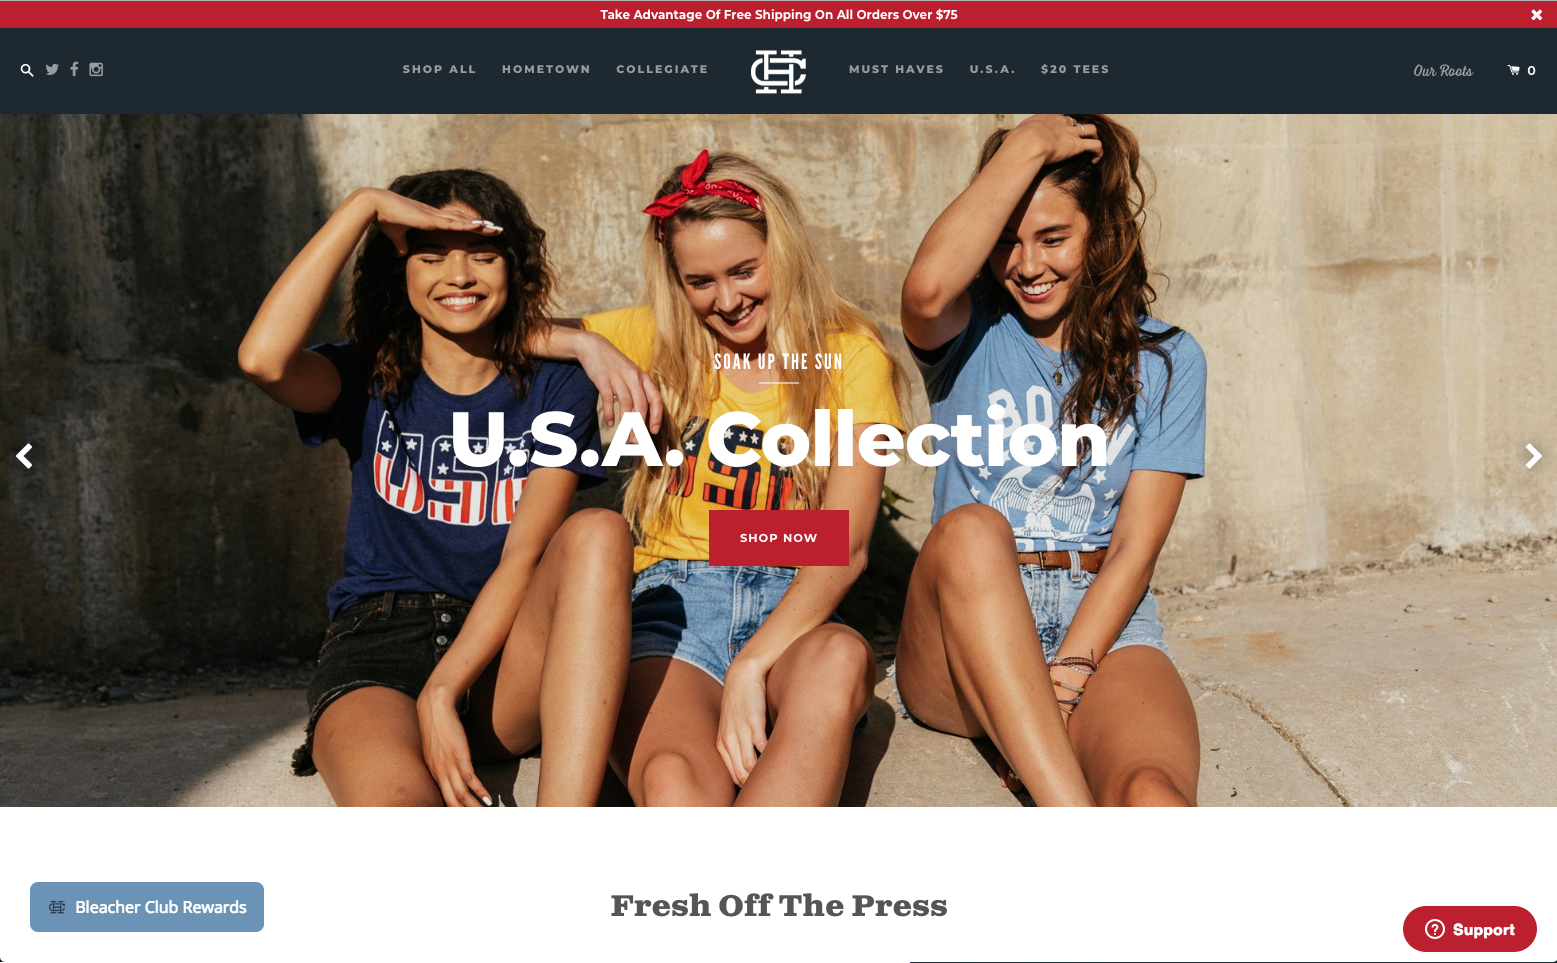 Take Advantage Of Free Shipping On All Orders Over $75
SHOP ALL HOMETOWN COLLEGIATE MUST HAVES U.S.A. $20 TEES Our Roots 0
SOAK UP THE SUN
U.S.A. Collection
USA
SHOP NOW
Bleacher Club Rewards
Fresh Off The Press
Support